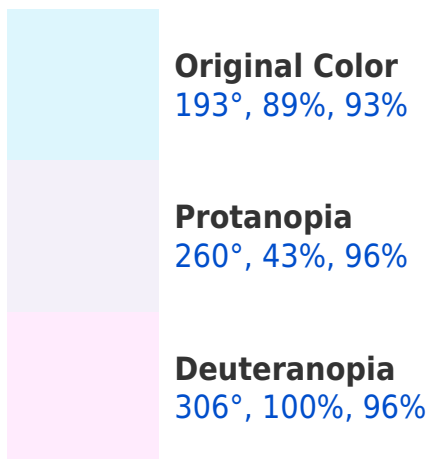 Original Color
193°, 89%, 93%
Protanopia
260°, 43%, 96%
Deuteranopia
306°, 100%, 96%